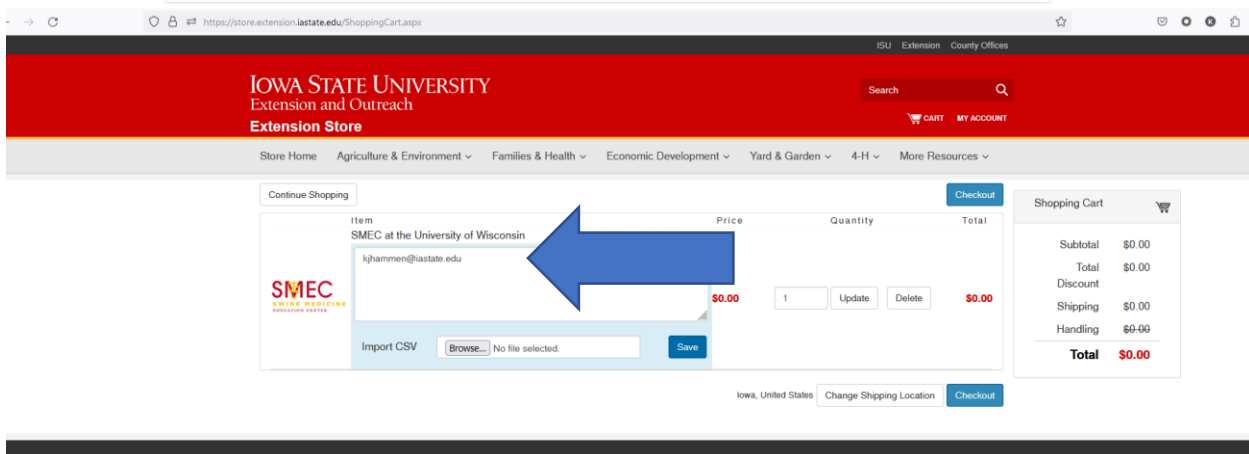 https://store.extension.iastate.edu/ShoppingCart.aspx
ISU Extension County Offices
IOWA STATE UNIVERSITY
Extension and Outreach
Extension Store
Search
CART MY ACCOUNT
Store Home Agriculture & Environment Families & Health Economic Development Yard & Garden 4-H More Resources
Continue Shopping
Checkout
Item Price Quantity Total
SMEC at the University of Wisconsin
kjhammen@iastate.edu
SMEC
SWINE MEDICINE
EDUCATION CENTER
$0.00 1 Update Delete $0.00
Import CSV Browse... No file selected. Save
Iowa, United States Change Shipping Location Checkout
Shopping Cart
Subtotal $0.00
Total Discount $0.00
Shipping $0.00
Handling $0.00
Total $0.00